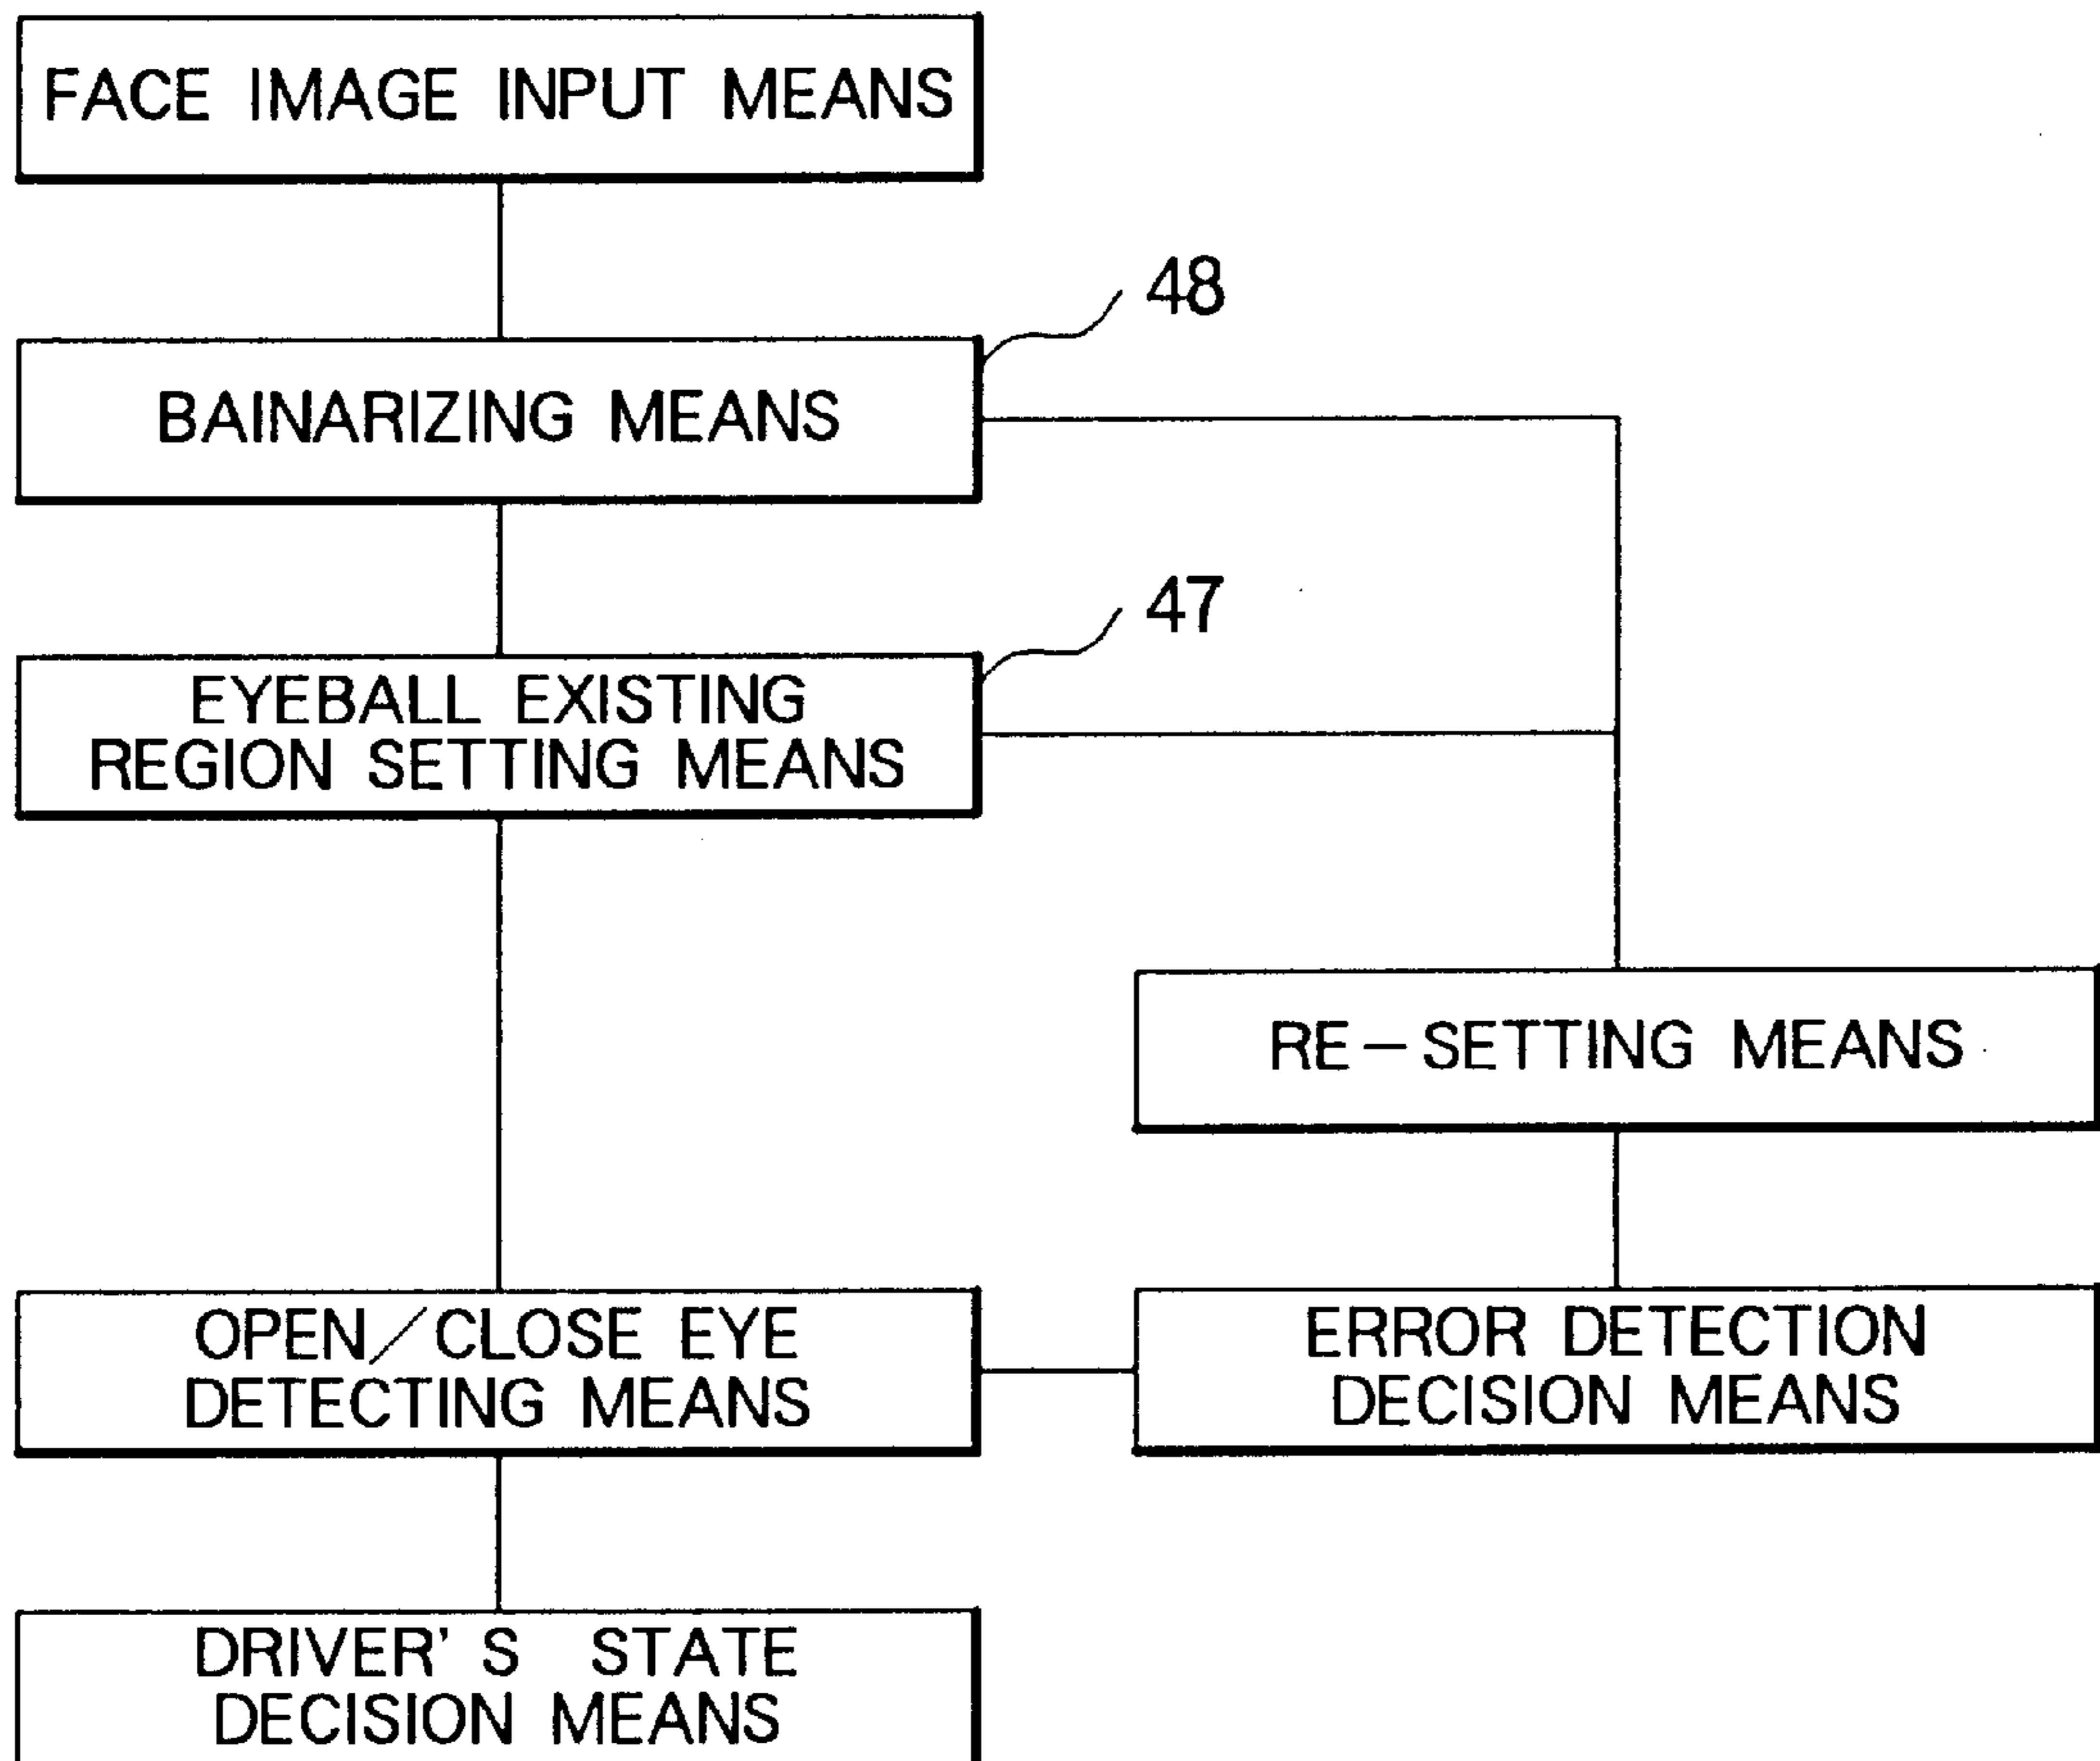 FACE IMAGE INPUT MEANS
48
BAINARIZING MEANS
47
EYEBALL EXISTING
REGION SETTING MEANS
RE-SETTING MEANS
OPEN/CLOSE EYE
DETECTING MEANS
ERROR DETECTION
DECISION MEANS
DRIVER'S STATE
DECISION MEANS